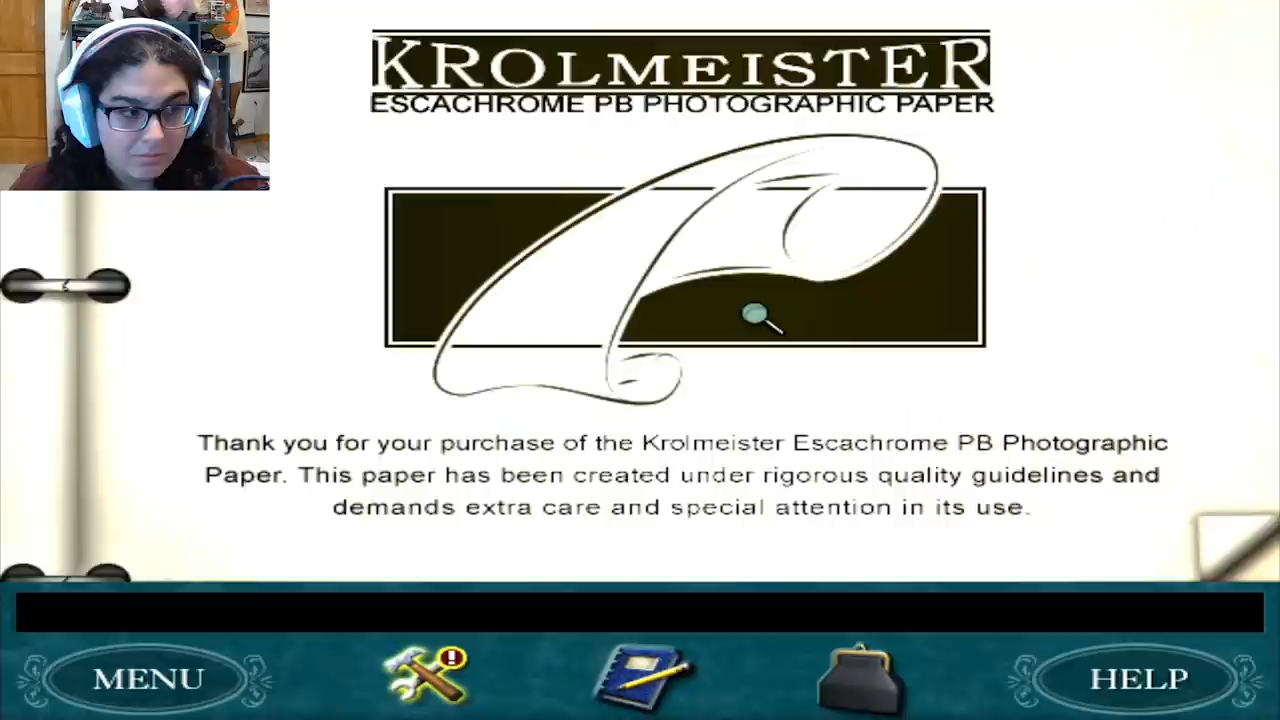 KROLMEISTER
ESCACHROME PB PHOTOGRAPHIC PAPER
Thank you for your purchase of the Krolmeister Escachrome PB Photographic
Paper. This paper has been created under rigorous quality guidelines and
demands extra care and special attention in its use.
MENU
HELP